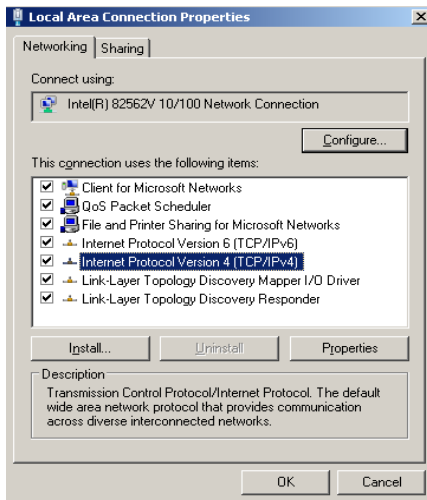 Local Area Connection Properties
Networking Sharing
Connect using:
Intel(R) 82562V 10/100 Network Connection
Configure...
This connection uses the following items:
Client for Microsoft Networks
QoS Packet Scheduler
File and Printer Sharing for Microsoft Networks
Internet Protocol Version 6 (TCP/IPv6)
Internet Protocol Version 4 (TCP/IPv4)
Link-Layer Topology Discovery Mapper I/O Driver
Link-Layer Topology Discovery Responder
Install... Uninstall Properties
Description
Transmission Control Protocol/Internet Protocol. The default
wide area network protocol that provides communication
across diverse interconnected networks.
OK Cancel